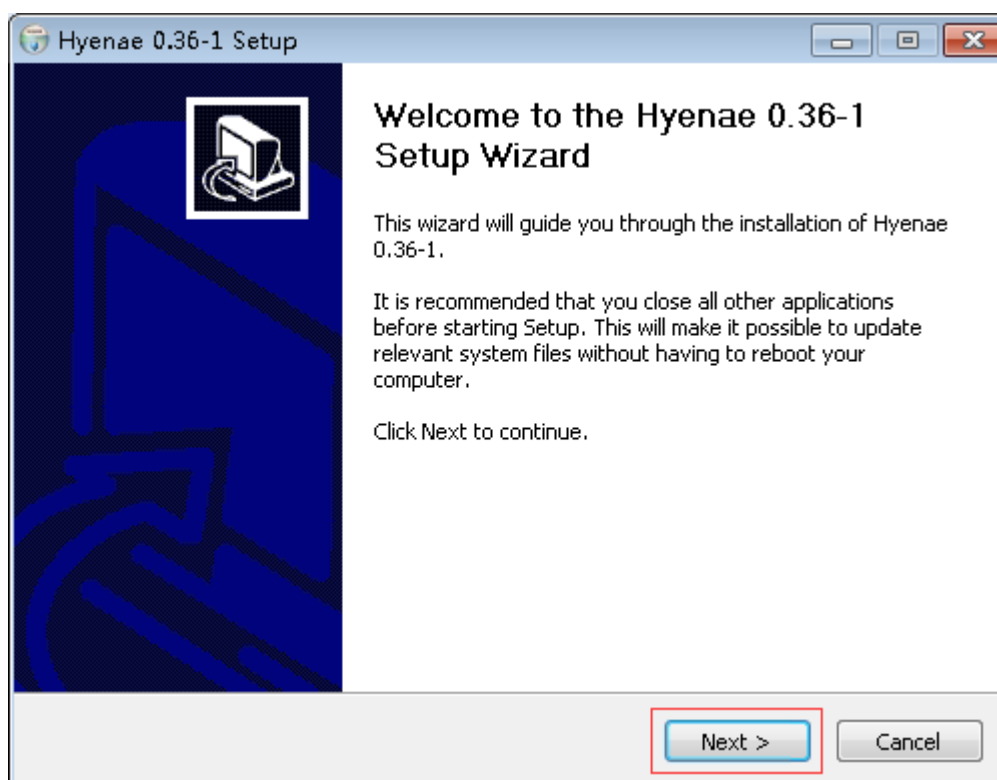 Hyenae 0.36-1 Setup
Welcome to the Hyenae 0.36-1
Setup Wizard
This wizard will guide you through the installation of Hyenae
0.36-1.
It is recommended that you close all other applications
before starting Setup. This will make it possible to update
relevant system files without having to reboot your
computer.
Click Next to continue.
Next >
Cancel